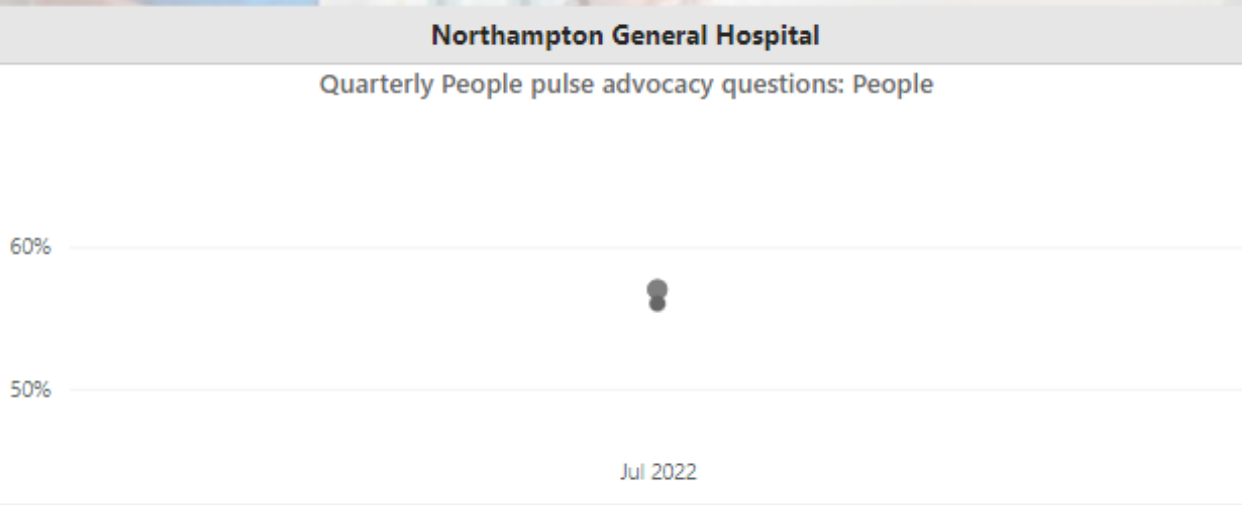 Northampton General Hospital
Quarterly People pulse advocacy questions: People
60%
50%
Jul 2022